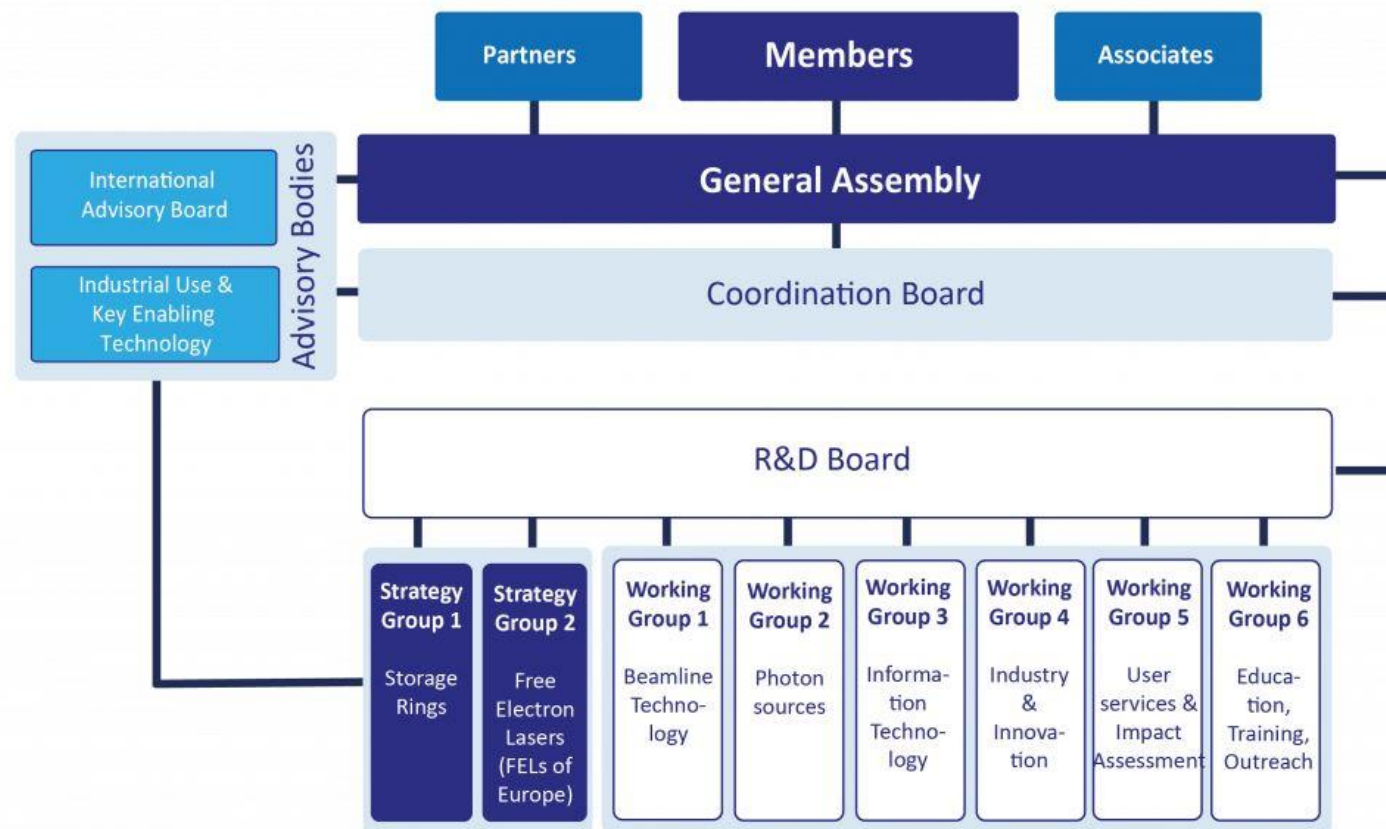 Partners
Members
Associates
General Assembly
International
Advisory Board
Industrial Use &
Key Enabling
Technology
Advisory Bodies
Coordination Board
R&D Board
Strategy
Group 1
Storage
Rings
Strategy
Group 2
Free
Electron
Lasers
(FELs of
Europe)
Working
Group 1
Beamline
Techno-
logy
Working
Group 2
Photon
sources
Working
Group 3
Informa-
tion
Techno-
logy
Working
Group 4
Industry
&
Innova-
tion
Working
Group 5
User
services &
Impact
Assessment
Working
Group 6
Educa-
tion,
Training,
Outreach